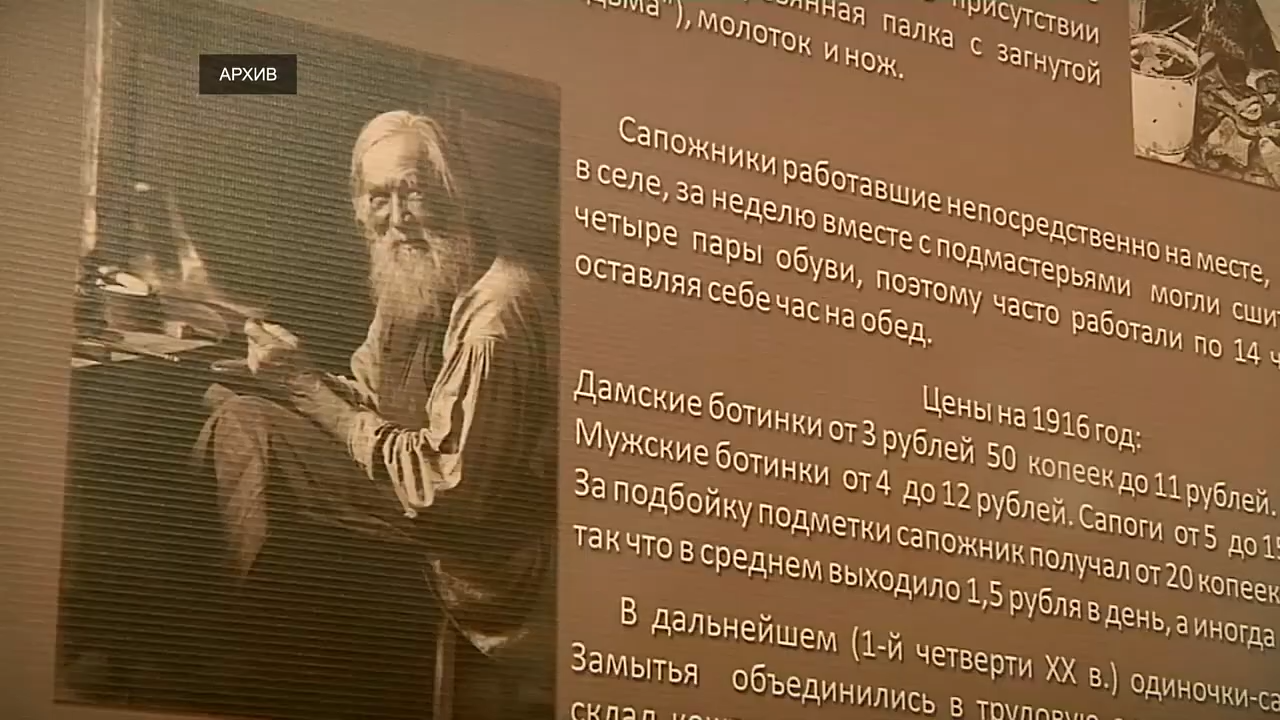 АРХИВ
присутствии
палка с загнутой
), молоток и нож.
Сапожники работавшие непосредственно на месте,
в селе, за неделю вместе с подмастерьями могли
четыре пары обуви, поэтому часто работали по 14
оставляя себе час на обед.
Цены на 1916 год:
Дамские ботинки от 3 рублей 50 копеек до 11 рублей.
Мужские ботинки от 4 до 12 рублей. Сапоги от 5 до
За подбойку подметки сапожник получал от 20 копеек
так что в среднем выходило 1,5 рубля в день, а иногда
В дальнейшем (1-й четверти XX в.)
Замытья объединились в
склад